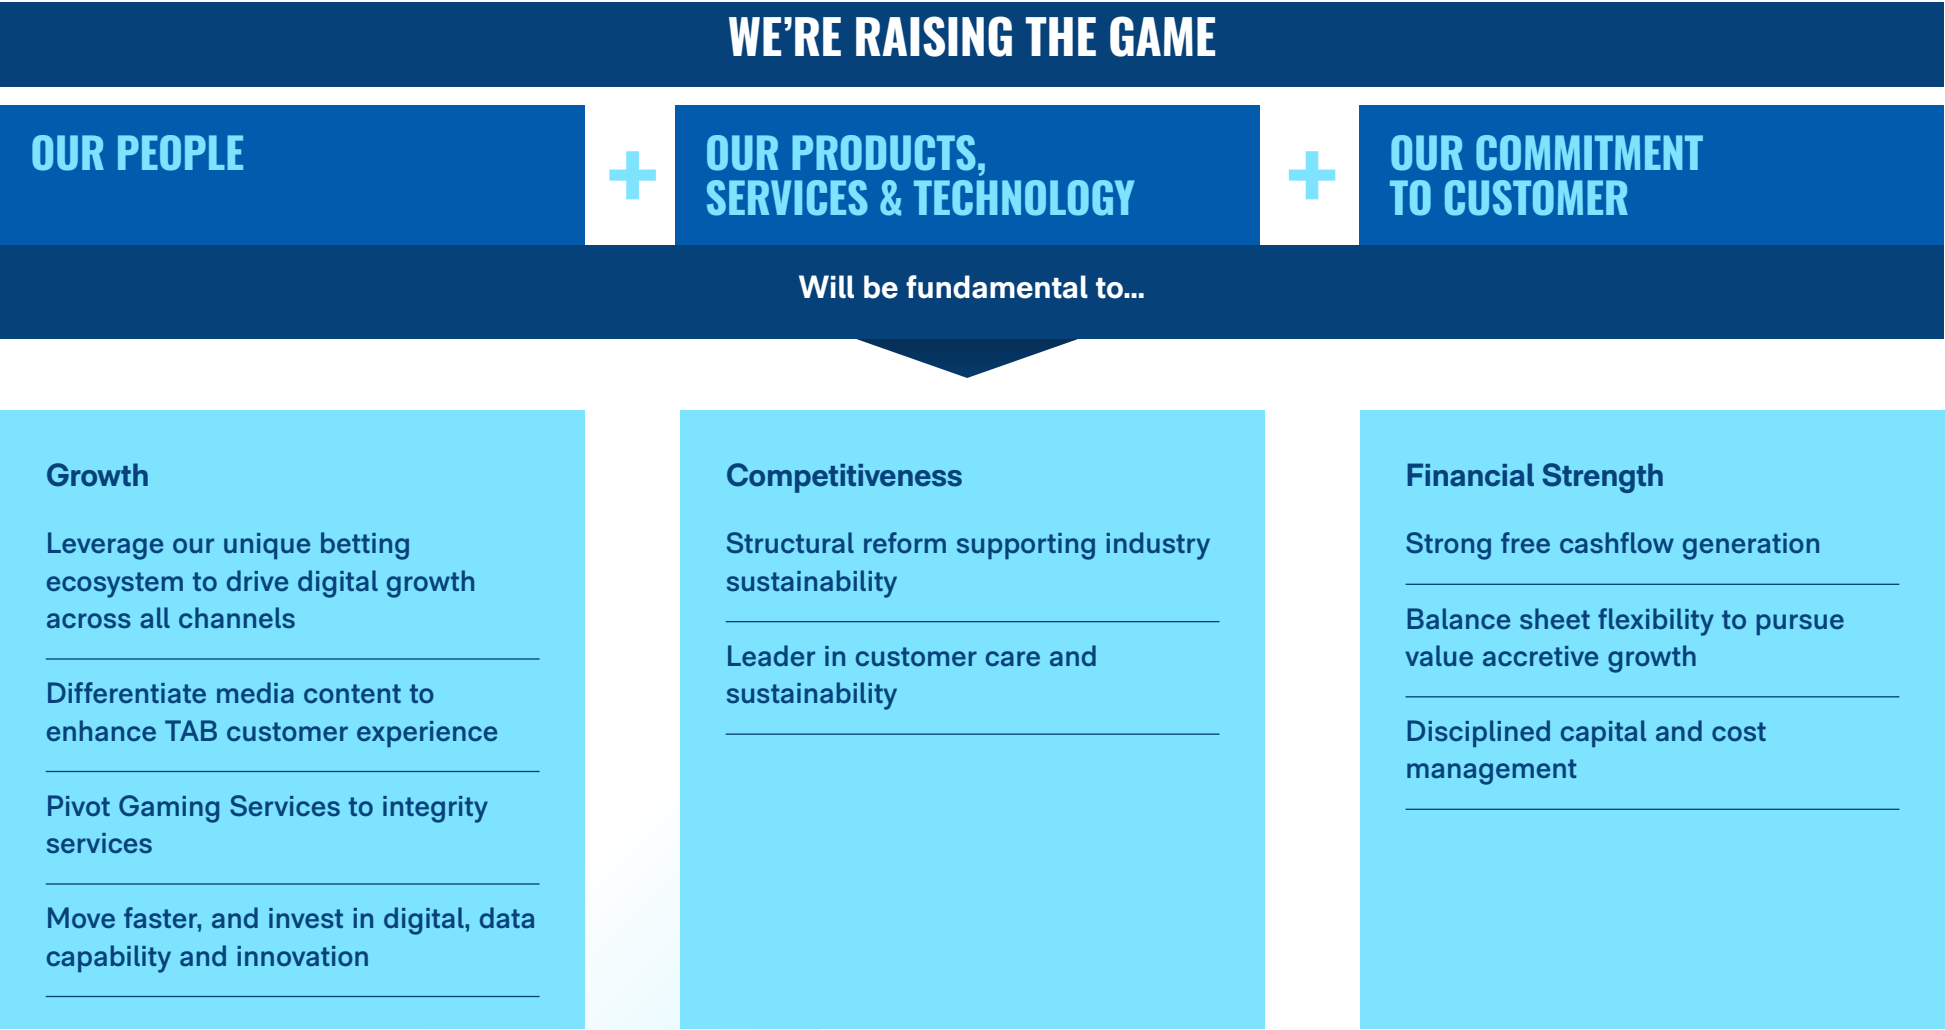 WE’RE RAISING THE GAME
OUR PEOPLE
+
OUR PRODUCTS,
SERVICES & TECHNOLOGY
+
OUR COMMITMENT
TO CUSTOMER
Will be fundamental to...
Growth
Leverage our unique betting
ecosystem to drive digital growth
across all channels
Differentiate media content to
enhance TAB customer experience
Pivot Gaming Services to integrity
services
Move faster, and invest in digital, data
capability and innovation
Competitiveness
Structural reform supporting industry
sustainability
Leader in customer care and
sustainability
Financial Strength
Strong free cashflow generation
Balance sheet flexibility to pursue
value accretive growth
Disciplined capital and cost
management